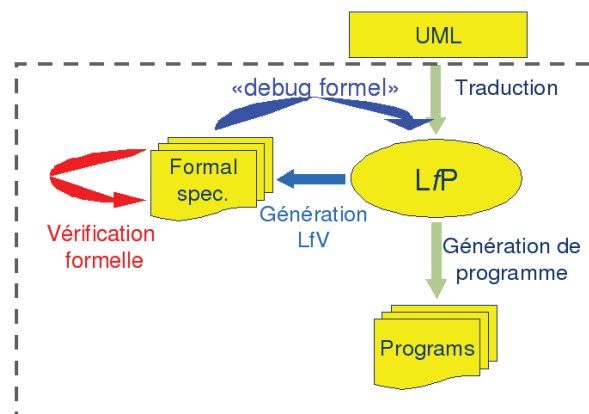 UML
«debug formel»
Traduction
Formal
spec.
LfP
Génération
LfV
Vérification
formelle
Génération de
programme
Programs